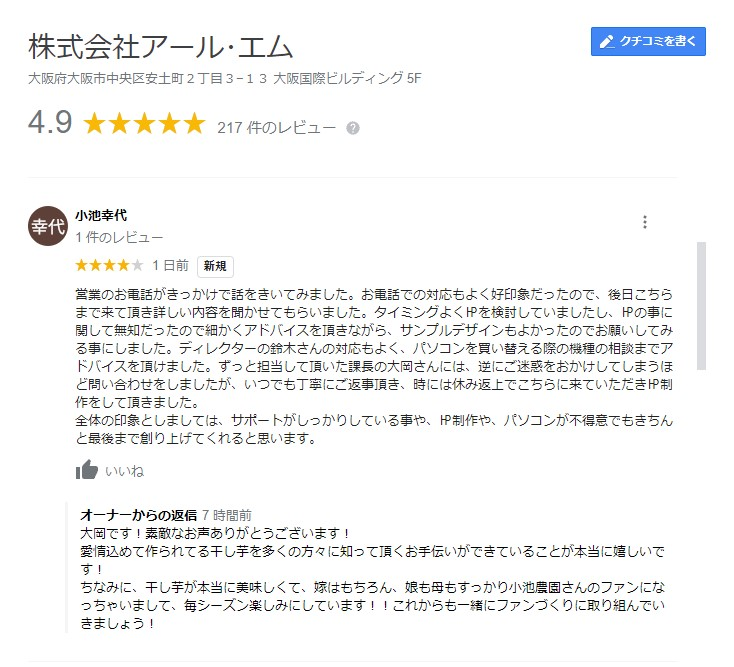 株式会社アール･エム
クチコミを書く
大阪府大阪市中央区安土町２丁目３−１３ 大阪国際ビルディング 5F
4.9 ★★★★★ 217 件のレビュー ?
幸代
小池幸代
1 件のレビュー
★★★★★ 1 日前 新規
営業のお電話がきっかけで話をきいてみました。お電話での対応もよく好印象だったので、後日こちら
まで来て頂き詳しい内容を聞かせてもらいました。タイミングよくHPを検討していましたし、HPの事に
関して無知だったので細かくアドバイスを頂きながら、サンプルデザインもよかったのでお願いしてみ
る事にしました。ディレクターの鈴木さんの対応もよく、パソコンを買い替える際の機種の相談までア
ドバイスを頂けました。ずっと担当して頂いた課長の大岡さんには、逆にご迷惑をおかけしてしまうほ
ど問い合わせをしましたが、いつでも丁寧にご返事頂き、時には休み返上でこちらに来ていただきHP制
作をして頂きました。
全体の印象としましては、サポートがしっかりしている事や、HP制作や、パソコンが不得意でもきちん
と最後まで創り上げてくれると思います。
いいね
オーナーからの返信 7 時間前
大岡です！素敵なお声ありがとうございます！
愛情込めて作られてる干し芋を多くの方々に知って頂くお手伝いができていることが本当に嬉しいで
す！
ちなみに、干し芋が本当に美味しくて、嫁はもちろん、娘も母もすっかり小池農園さんのファンにな
っちゃいまして、毎シーズン楽しみにしています！！これからも一緒にファンづくりに取り組んでい
きましょう！